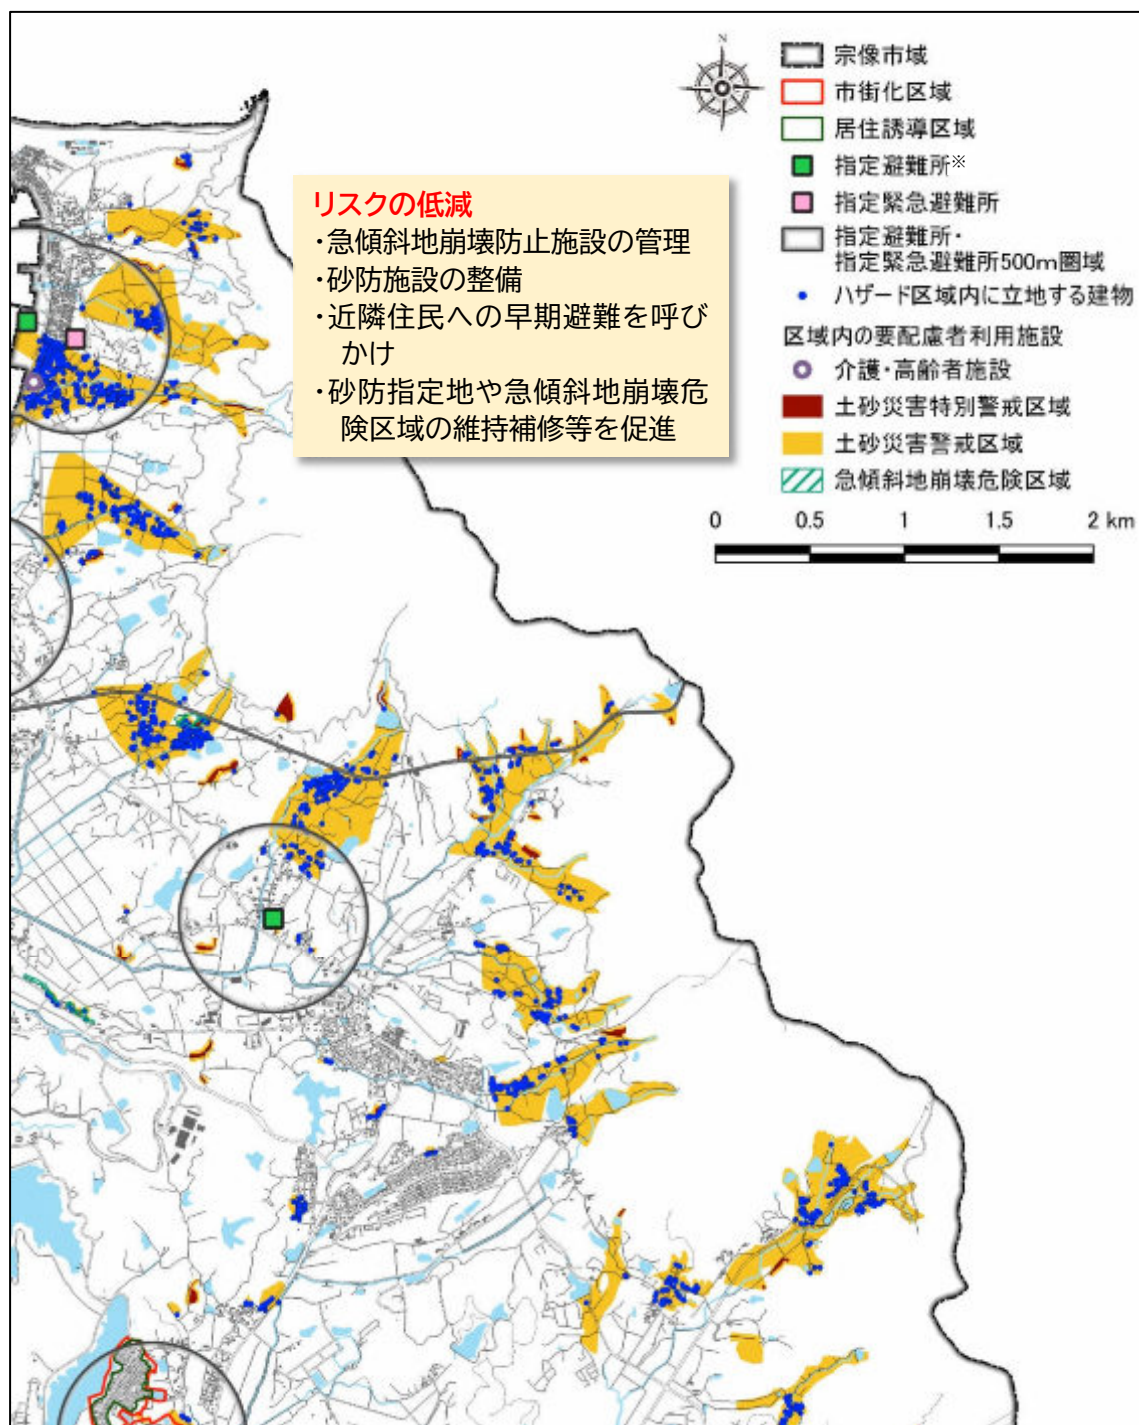 N
宗像市域
市街化区域
居住誘導区域
指定避難所※
指定緊急避難所
指定避難所・
指定緊急避難所500m圏域
ハザード区域内に立地する建物
区域内の要配慮者利用施設
介護・高齢者施設
土砂災害特別警戒区域
土砂災害警戒区域
急傾斜地崩壊危険区域
0 0.5 1 1.5 2 km
リスクの低減
・急傾斜地崩壊防止施設の管理
・砂防施設の整備
・近隣住民への早期避難を呼び
かけ
・砂防指定地や急傾斜地崩壊危
険区域の維持補修等を促進